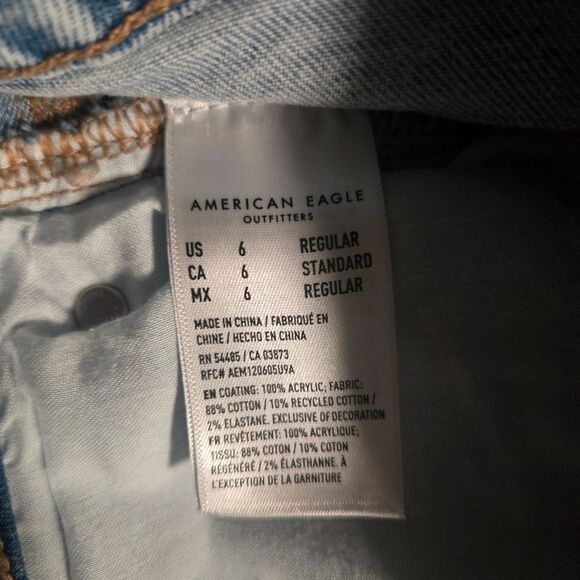 AMERICAN EAGLE
OUTFITTERS
US 6 REGULAR
CA 6 STANDARD
MX 6 REGULAR
MADE IN CHINA / FABRIQUÉ EN
CHINE / HECHO EN CHINA
RN 54485 / CA 03873
RFC# AEM120605U9A
EN COATING: 100% ACRYLIC; FABRIC:
88% COTTON / 10% RECYCLED COTTON /
2% ELASTANE. EXCLUSIVE OF DECORATION
FR REVÊTEMENT: 100% ACRYLIQUE;
TISSU: 88% COTON / 10% COTON
RÉGÉNÉRÉ / 2% ÉLASTHANNE. À
L'EXCEPTION DE LA GARNITURE